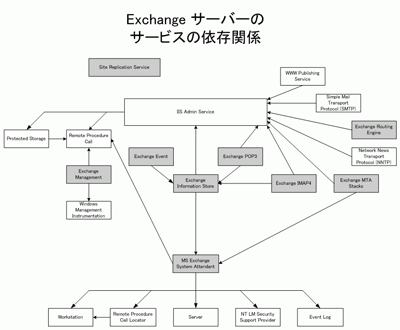 Exchange サーバーの
サービスの依存関係
Site Replication Service
WWW Publishing
Service
Simple Mail
Transport
Protocol (SMTP)
IIS Admin Service
Exchange Routing
Engine
Protected Storage
Remote Procedure
Call
Network News
Transport
Protocol (NNTP)
Exchange Event
Exchange POP3
Exchange
Management
Exchange
Information Store
Exchange IMAP4
Exchange MTA
Stacks
Windows
Management
Instrumentation
MS Exchange
System Attendant
Workstation
Remote Procedure
Call Locator
Server
NT LM Security
Support Provider
Event Log